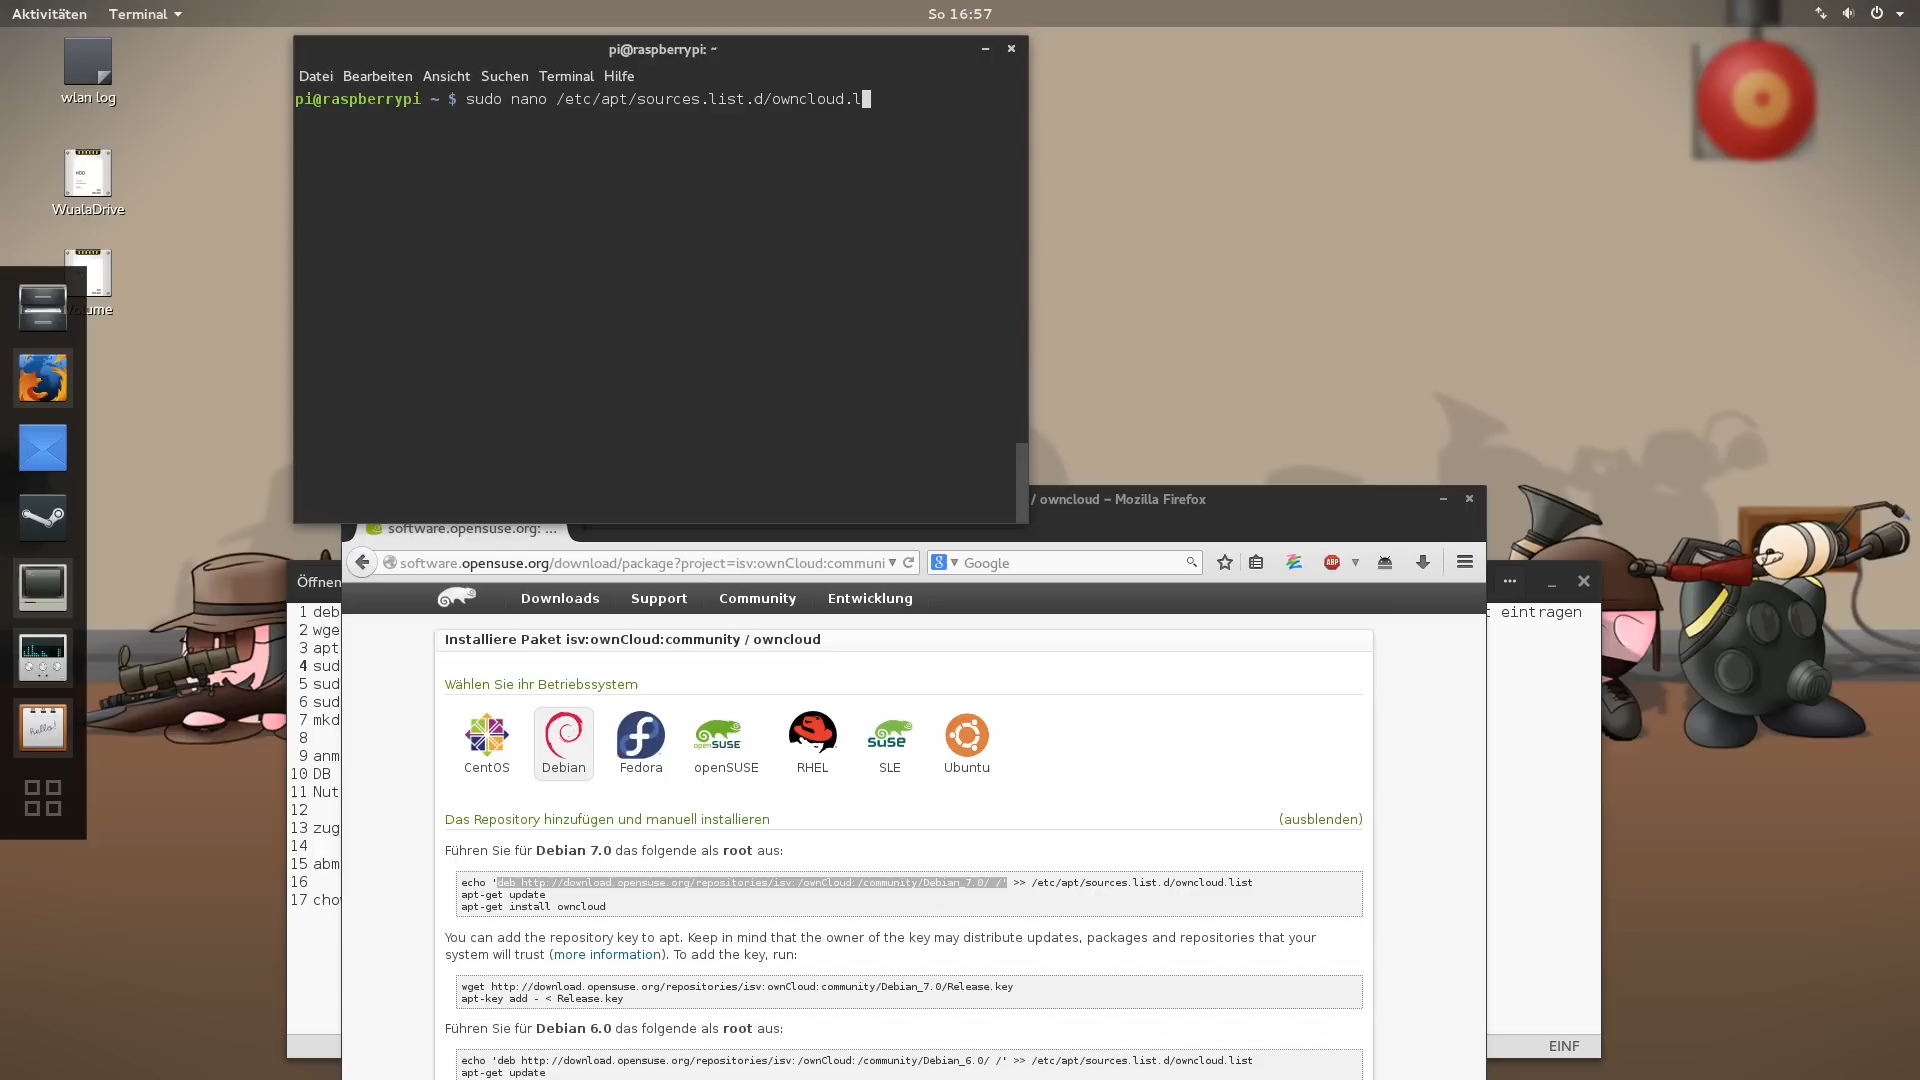 Aktivitäten Terminal So 16:57
wlan log
WualaDrive
pi@raspberrypi: ~
Datei Bearbeiten Ansicht Suchen Terminal Hilfe
pi@raspberrypi ~ $ sudo nano /etc/apt/sources.list.d/owncloud.l
/ owncloud – Mozilla Firefox
software.opensuse.org: ...
software.opensuse.org/download/package?project=isv:ownCloud:communi
Google
ABP
Downloads Support Community Entwicklung
Installiere Paket isv:ownCloud:community / owncloud
Wählen Sie ihr Betriebssystem
CentOS Debian Fedora openSUSE RHEL SLE Ubuntu
Das Repository hinzufügen und manuell installieren (ausblenden)
Führen Sie für Debian 7.0 das folgende als root aus:
echo 'deb http://download.opensuse.org/repositories/isv:/ownCloud:/community/Debian_7.0/ /' >> /etc/apt/sources.list.d/owncloud.list
apt-get update
apt-get install owncloud
You can add the repository key to apt. Keep in mind that the owner of the key may distribute updates, packages and repositories that your
system will trust (more information). To add the key, run:
wget http://download.opensuse.org/repositories/isv:ownCloud:community/Debian_7.0/Release.key
apt-key add - < Release.key
Führen Sie für Debian 6.0 das folgende als root aus:
echo 'deb http://download.opensuse.org/repositories/isv:/ownCloud:/community/Debian_6.0/ /' >> /etc/apt/sources.list.d/owncloud.list
apt-get update
Öffnen
1 deb
2 wge
3 apt
4 sud
5 sud
6 sud
7 mkd
8
9 anm
10 DB
11 Nut
12
13 zug
14
15 abm
16
17 cho
eintragen
EINF
hello!